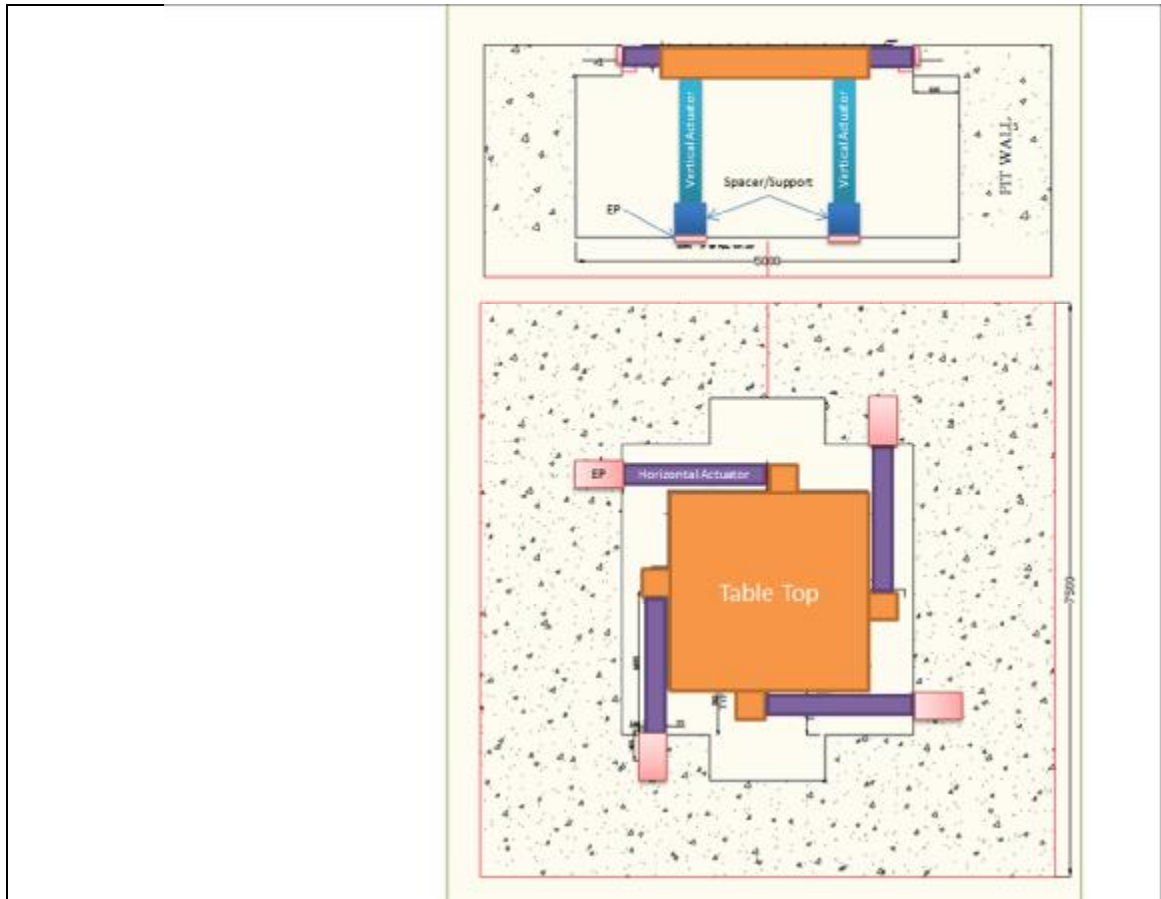 Vertical Actuator
Vertical Actuator
Spacer/Support
EP
PIT WALL
5000
EP
Horizontal Actuator
Table Top
7500